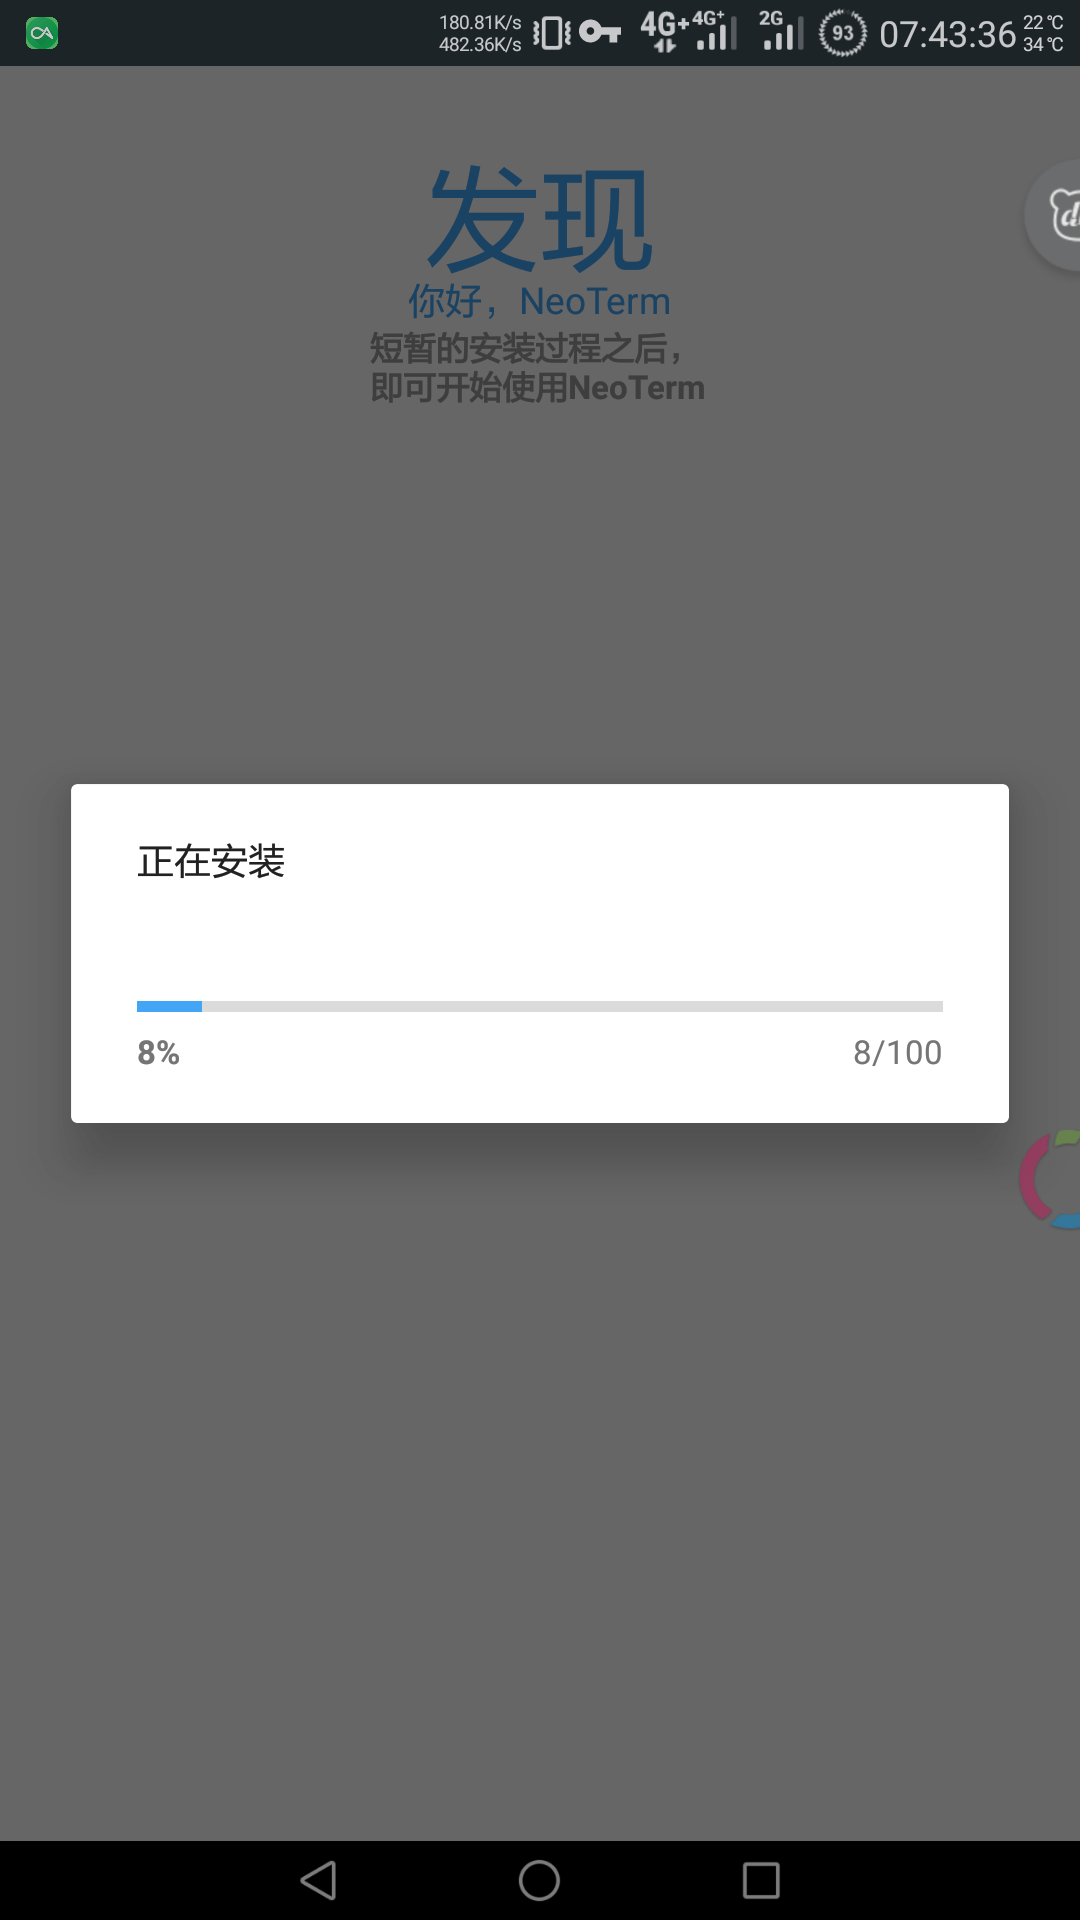 180.81K/s
482.36K/s
4G+
4G+
2G
93
07:43:36
22℃
34℃
发现
你好，NeoTerm
短暂的安装过程之后，
即可开始使用NeoTerm
正在安装
8%
8/100